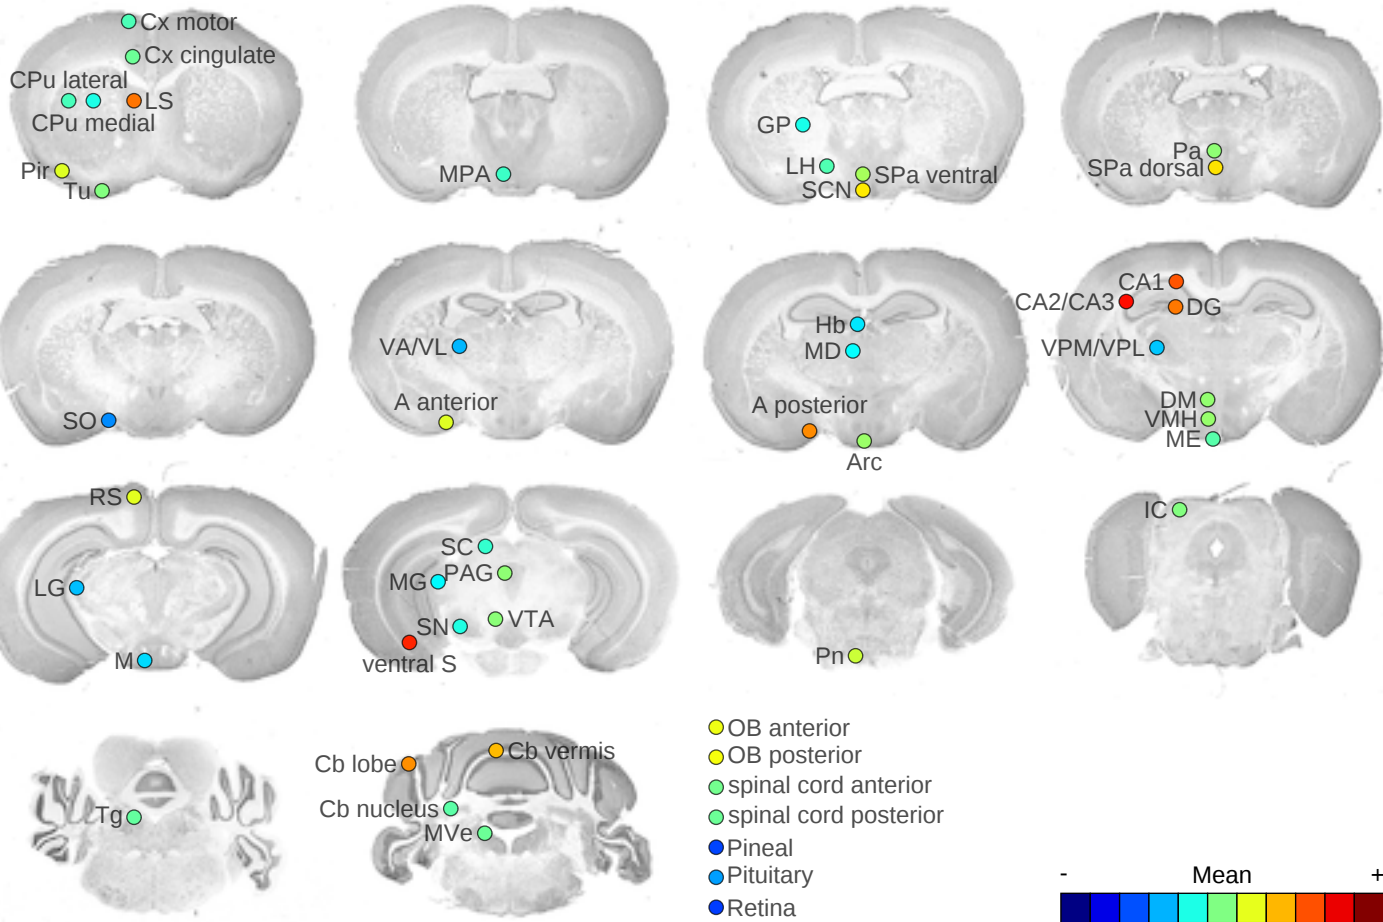 Cx motor
Cx cingulate
CPu lateral
LS
CPu medial
Pir
Tu
MPA
GP
LH
SPa ventral
SCN
Pa
SPa dorsal
SO
VA/VL
A anterior
Hb
MD
A posterior
Arc
CA1
CA2/CA3
DG
VPM/VPL
DM
VMH
ME
RS
LG
M
SC
PAG
MG
VTA
SN
ventral S
Pn
IC
Tg
Cb lobe
Cb vermis
Cb nucleus
MVe
OB anterior
OB posterior
spinal cord anterior
spinal cord posterior
Pineal
Pituitary
Retina
- Mean +